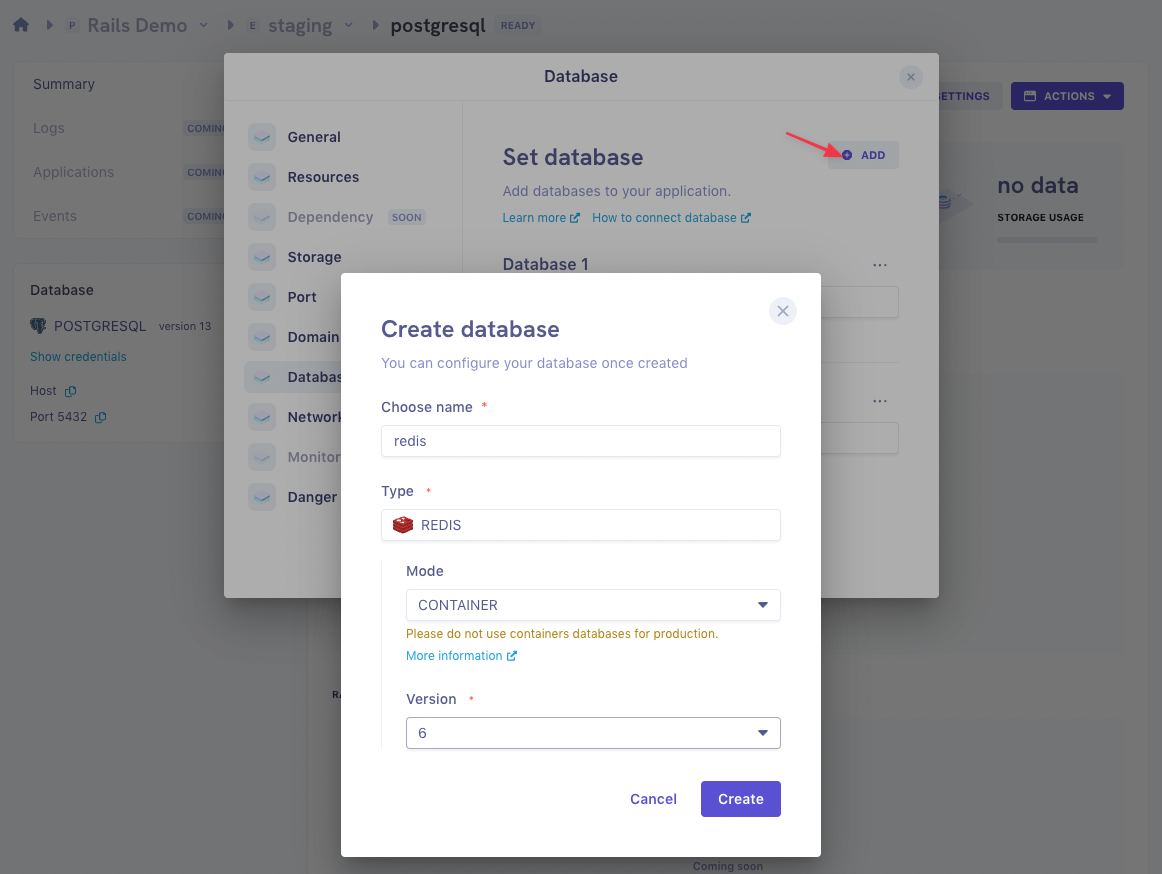 P Rails Demo E staging postgresql READY
Database
Summary
SETTINGS ACTIONS
Logs COMING
Applications COMING
Events COMING
General
Resources
Dependency SOON
Storage
Port
Domain
Databas
Network
Monitor
Danger
Set database
ADD
Add databases to your application.
Learn more How to connect database
Database 1
...
...
no data
STORAGE USAGE
Database
POSTGRESQL version 13
Show credentials
Host
Port 5432
Create database
You can configure your database once created
Choose name *
redis
Type *
REDIS
Mode
CONTAINER
Please do not use containers databases for production.
More information
Version *
6
Cancel Create
Coming soon